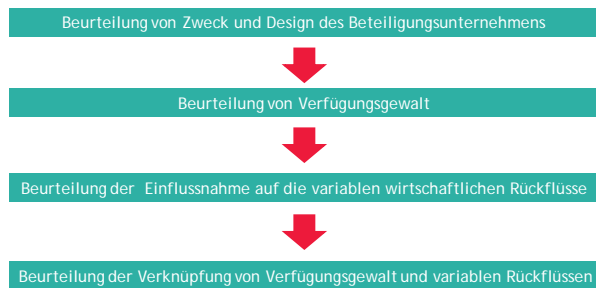 Beurteilung von Zweck und Design des Beteiligungsunternehmens
Beurteilung von Verfügungsgewalt
Beurteilung der Einflussnahme auf die variablen wirtschaftlichen Rückflüsse
Beurteilung der Verknüpfung von Verfügungsgewalt und variablen Rückflüssen